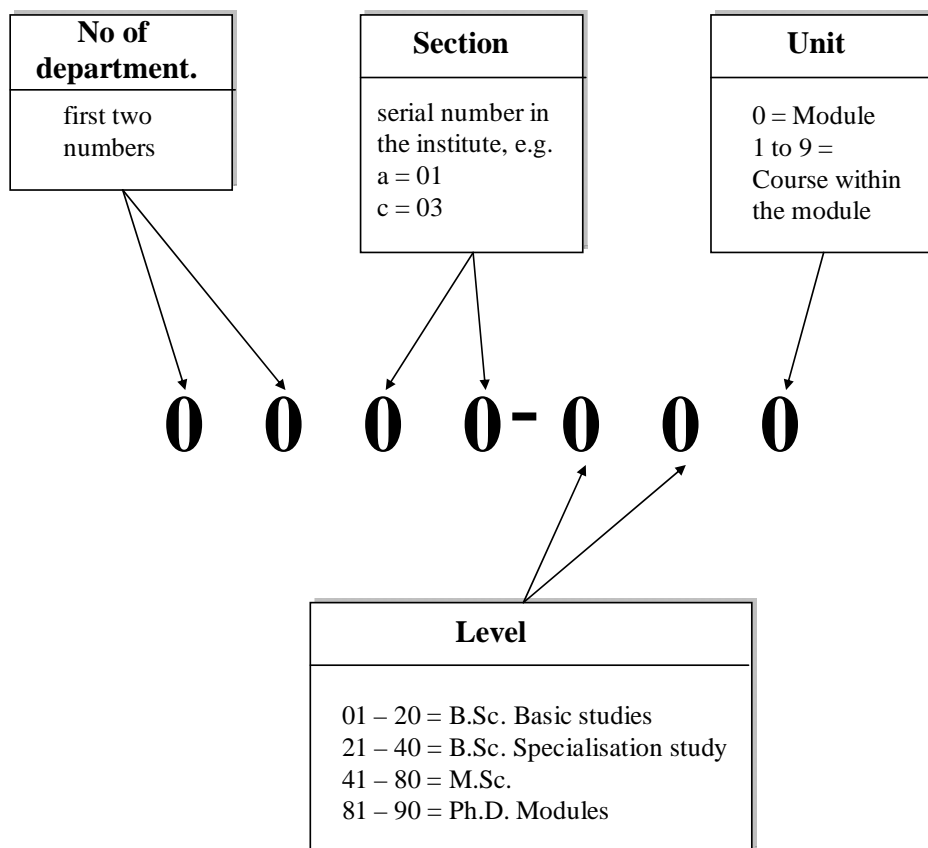 No of
department.
first two
numbers
Section
serial number in
the institute, e.g.
a = 01
c = 03
Unit
0 = Module
1 to 9 =
Course within
the module
0 0 0 0 - 0 0 0
Level
01 – 20 = B.Sc. Basic studies
21 – 40 = B.Sc. Specialisation study
41 – 80 = M.Sc.
81 – 90 = Ph.D. Modules